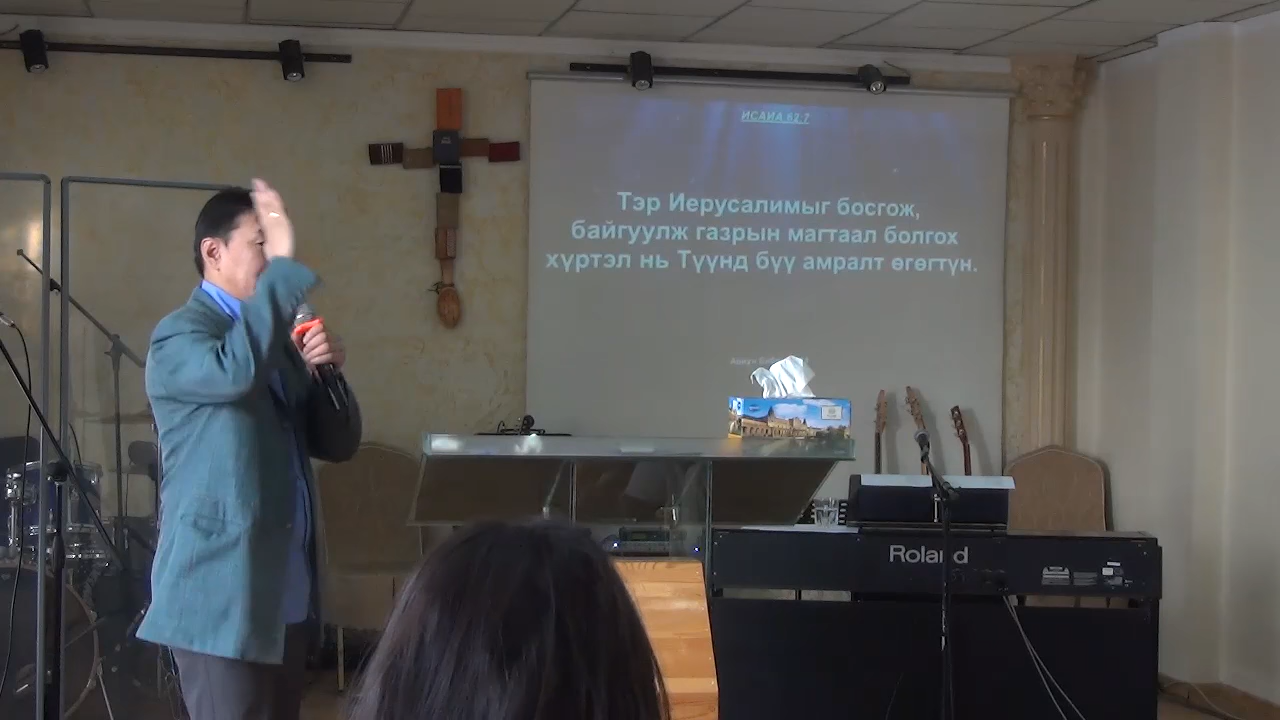 ИСАИА 62:7
Тэр Иерусалимыг босгож,
байгуулж газрын магтаал болгох
хүртэл нь Түүнд бүү амралт өгөгтүн.
Roland